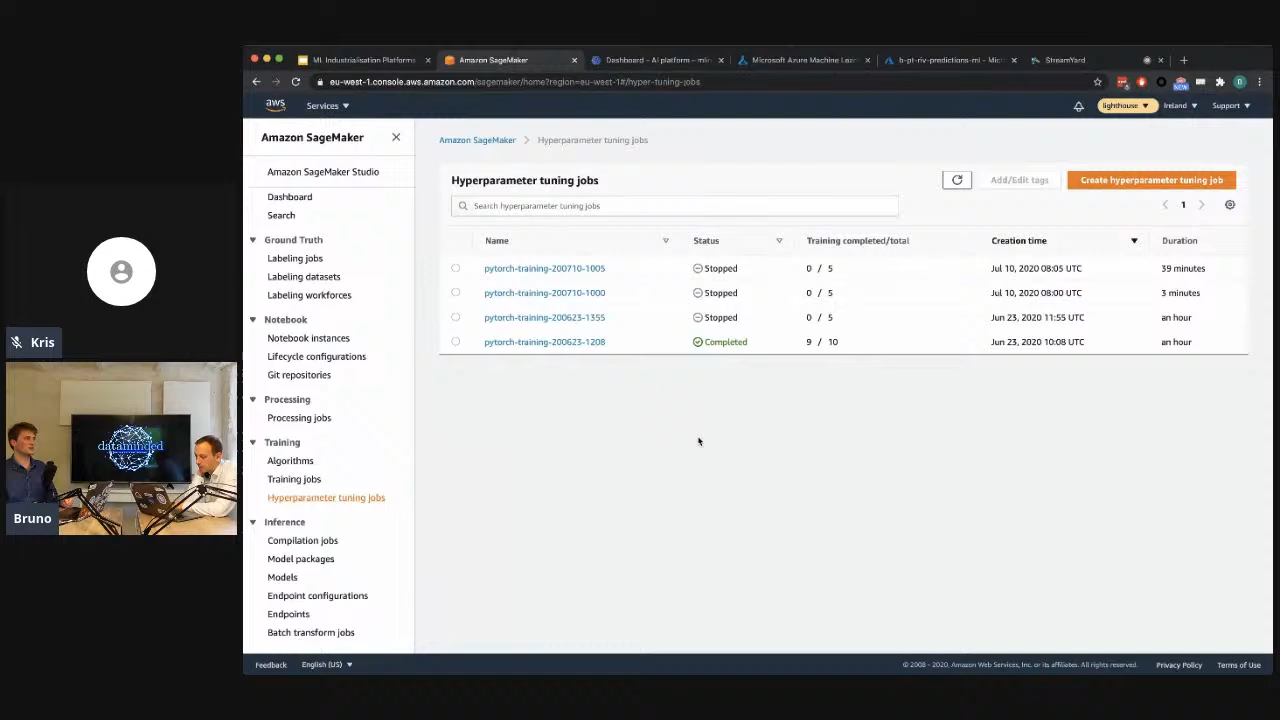 ML Industrialisation Platforms
Amazon SageMaker
Dashboard – AI platform – mlin
Microsoft Azure Machine Lear
b-pt-riv-predictions-ml - Micr
StreamYard
eu-west-1.console.aws.amazon.com/sagemaker/home?region=eu-west-1#/hyper-tuning-jobs
aws
Services
lighthouse
Ireland
Support
Amazon SageMaker
Amazon SageMaker Studio
Dashboard
Search
Ground Truth
Labeling jobs
Labeling datasets
Labeling workforces
Notebook
Notebook instances
Lifecycle configurations
Git repositories
Processing
Processing jobs
Training
Algorithms
Training jobs
Hyperparameter tuning jobs
Inference
Compilation jobs
Model packages
Models
Endpoint configurations
Endpoints
Batch transform jobs
Amazon SageMaker > Hyperparameter tuning jobs
Hyperparameter tuning jobs
Add/Edit tags
Create hyperparameter tuning job
Search hyperparameter tuning jobs
1
Name Status Training completed/total Creation time Duration
pytorch-training-200710-1005 Stopped 0 / 5 Jul 10, 2020 08:05 UTC 39 minutes
pytorch-training-200710-1000 Stopped 0 / 5 Jul 10, 2020 08:00 UTC 3 minutes
pytorch-training-200623-1355 Stopped 0 / 5 Jun 23, 2020 11:55 UTC an hour
pytorch-training-200623-1208 Completed 9 / 10 Jun 23, 2020 10:08 UTC an hour
Kris
dataminded
Bruno
Feedback
English (US)
© 2008 - 2020, Amazon Web Services, Inc. or its affiliates. All rights reserved.
Privacy Policy
Terms of Use